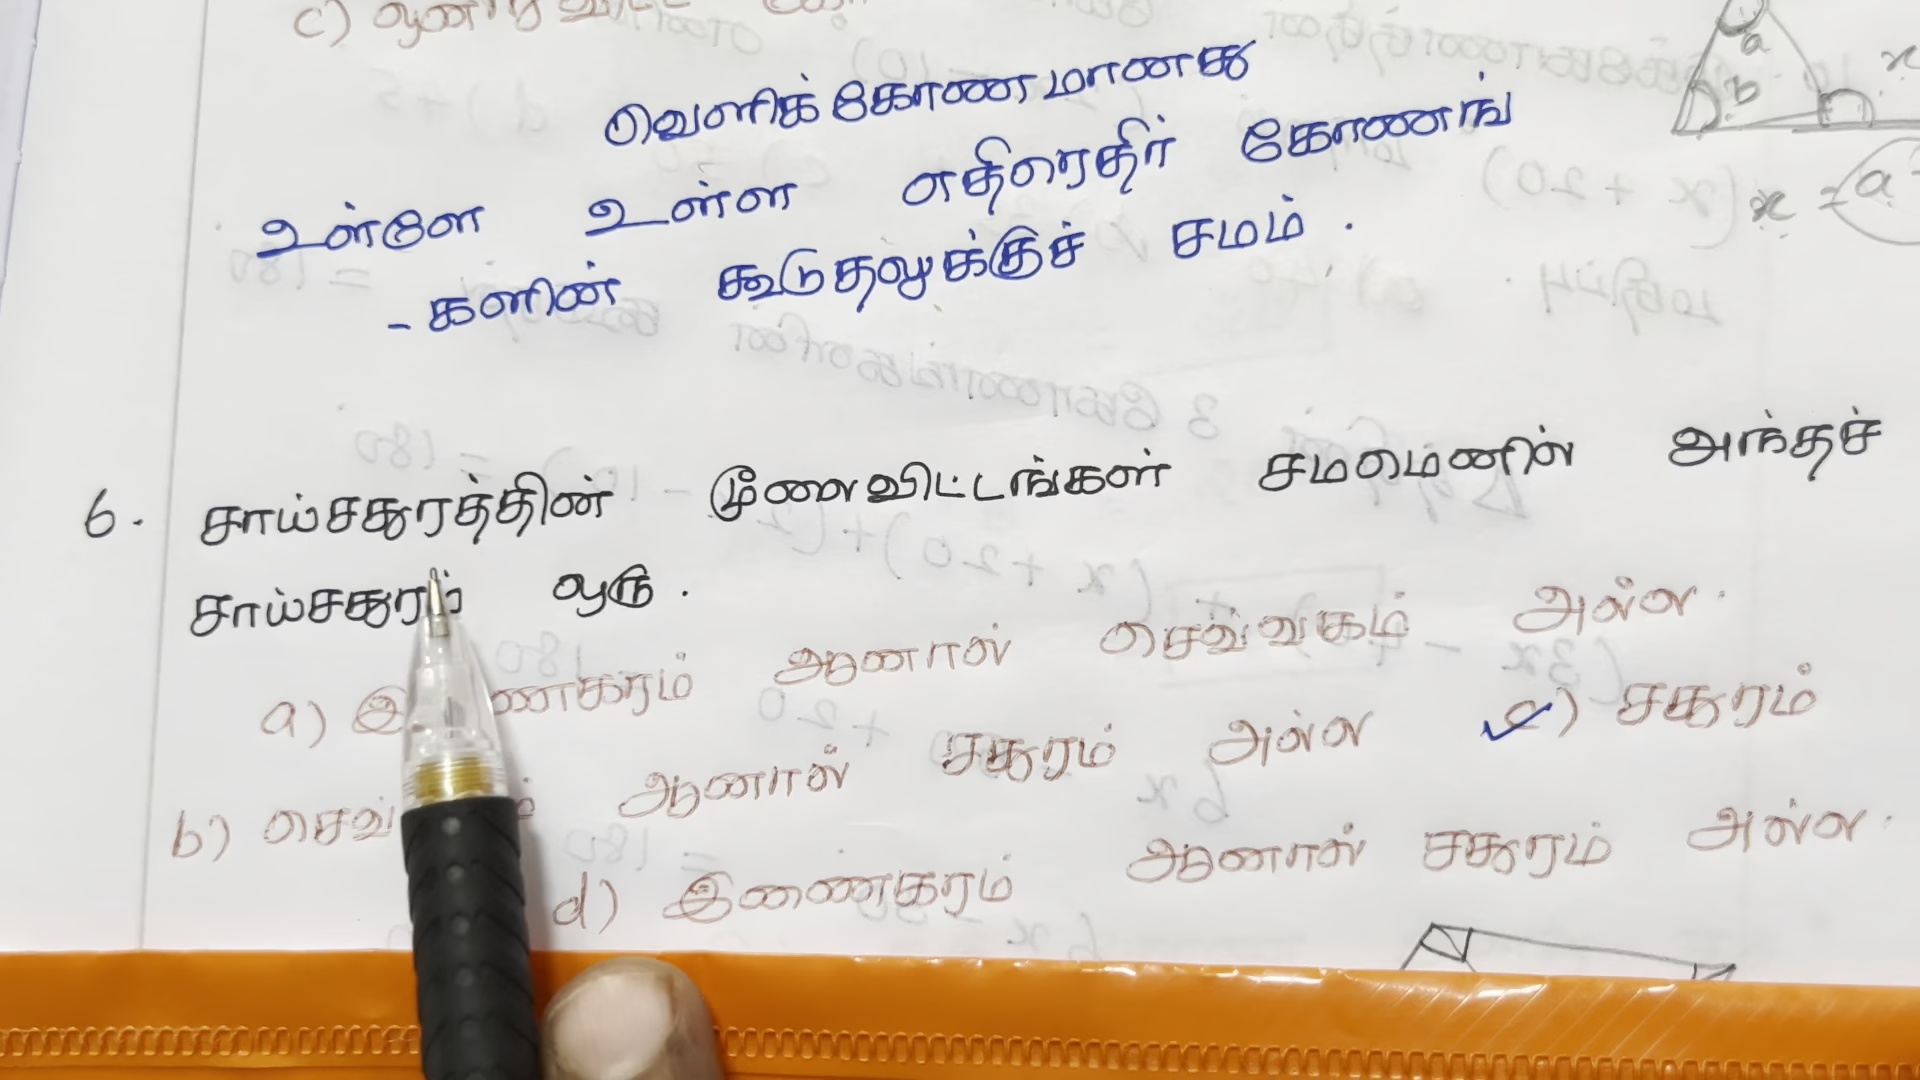 c)
வெளிக்கோணமானது
உள்ளே உள்ள எதிரெதிர் கோணங்
- களின் கூடுதலுக்குச் சமம் .
a
b
x
x = a
6. சாய்சதுரத்தின் மூலைவிட்டங்கள் சமமெனில் அந்தச்
சாய்சதுரம் ஒரு .
a) இணைகரம் ஆனால் செவ்வகம் அல்ல .
b) ஆனால் சதுரம் அல்ல c) சதுரம்
d) இணைகரம் ஆனால் சதுரம் அல்ல .